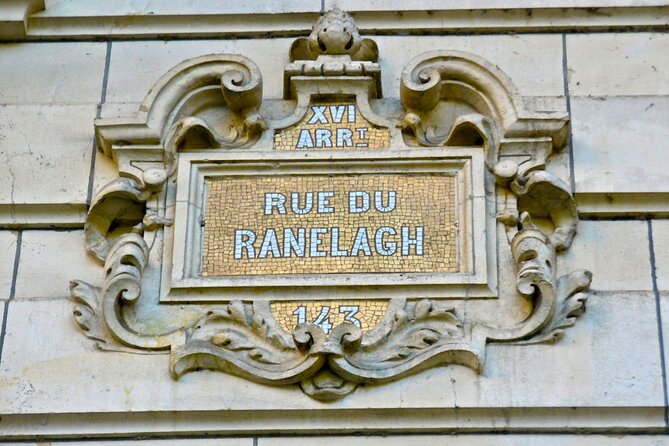 XVI
ARRT
RUE DU
RANELAGH
143